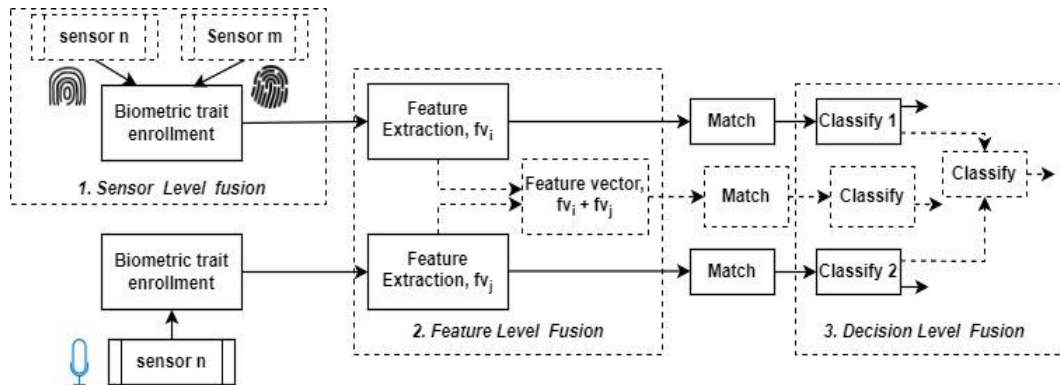 sensor n
Sensor m
Biometric trait
enrollment
1. Sensor Level fusion
Feature
Extraction, fvi
Match
Classify 1
Feature vector,
fvi + fvj
Match
Classify
Classify
Biometric trait
enrollment
Feature
Extraction, fvj
Match
Classify 2
2. Feature Level Fusion
3. Decision Level Fusion
sensor n